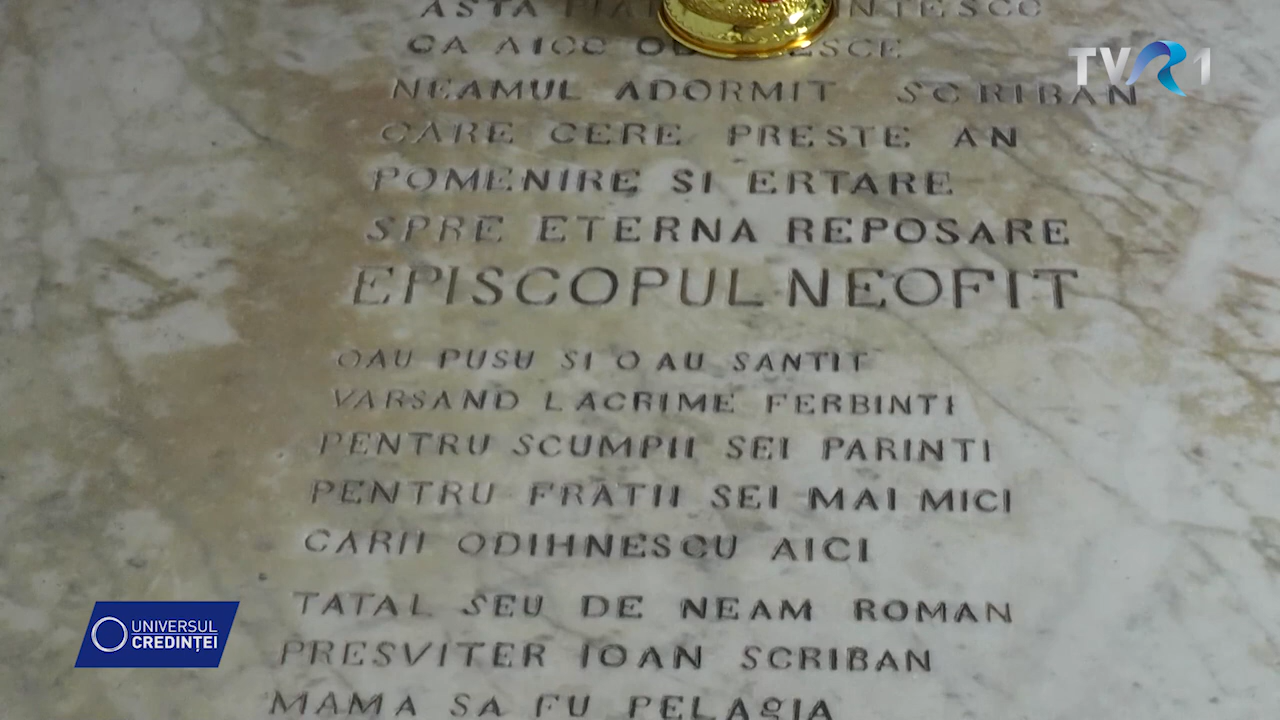 ASTA
CA AICO
NEAMUL ADORMIT SCRIBAN
CARE CERE PRESTE AN
POMENIRE SI ERTARE
SPRE ETERNA REPOSARE
EPISCOPUL NEOFIT
OAU PUSU SI O AU SANTIT
VARSAND LACRIME FERBINTI
PENTRU SCUMPII SEI PARINTI
PENTRU FRATII SEI MAI MICI
CARII ODIHNESCU AICI
TATAL SEU DE NEAM ROMAN
PRESVITER IOAN SCRIBAN
MAMA SA FU PELAGIA
TVR1
UNIVERSUL
CREDINȚEI